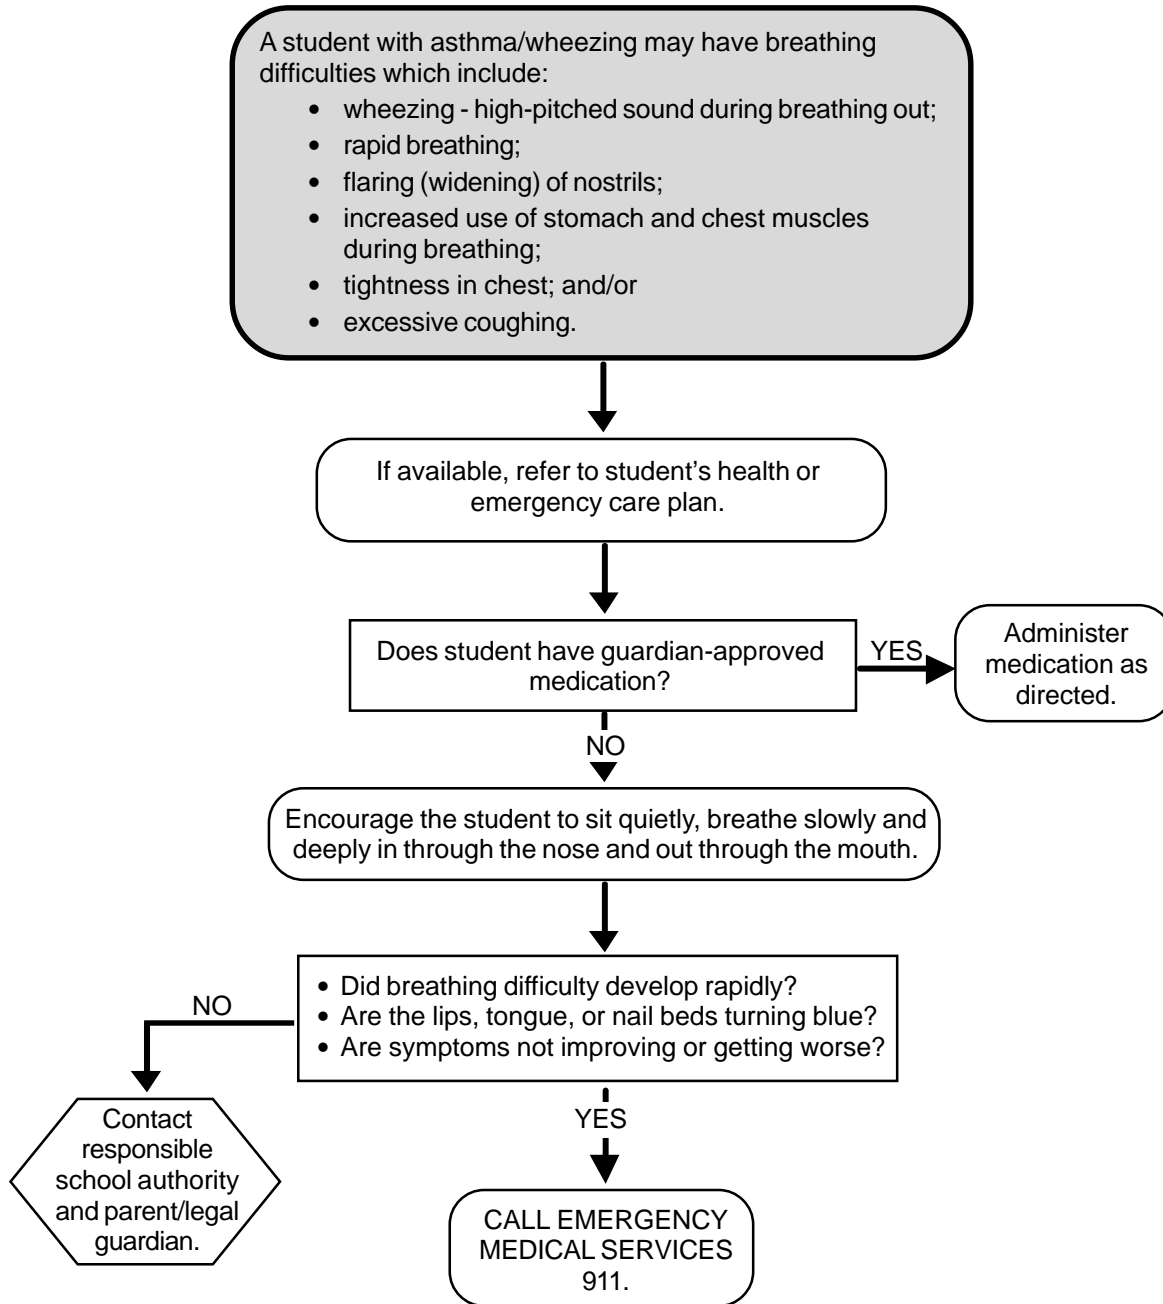 A student with asthma/wheezing may have breathing
difficulties which include:
• wheezing - high-pitched sound during breathing out;
• rapid breathing;
• flaring (widening) of nostrils;
• increased use of stomach and chest muscles
during breathing;
• tightness in chest; and/or
• excessive coughing.
If available, refer to student’s health or
emergency care plan.
Does student have guardian-approved
medication?
YES
Administer
medication as
directed.
NO
Encourage the student to sit quietly, breathe slowly and
deeply in through the nose and out through the mouth.
• Did breathing difficulty develop rapidly?
• Are the lips, tongue, or nail beds turning blue?
• Are symptoms not improving or getting worse?
NO
Contact
responsible
school authority
and parent/legal
guardian.
YES
CALL EMERGENCY
MEDICAL SERVICES
911.